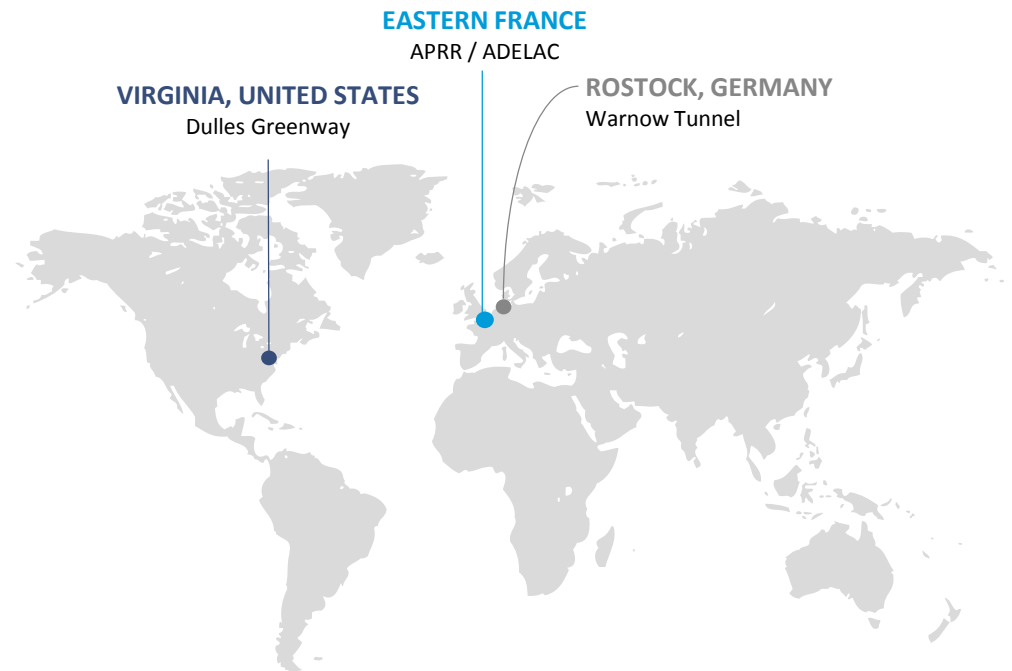 EASTERN FRANCE
APRR / ADELAC
VIRGINIA, UNITED STATES
Dulles Greenway
ROSTOCK, GERMANY
Warnow Tunnel